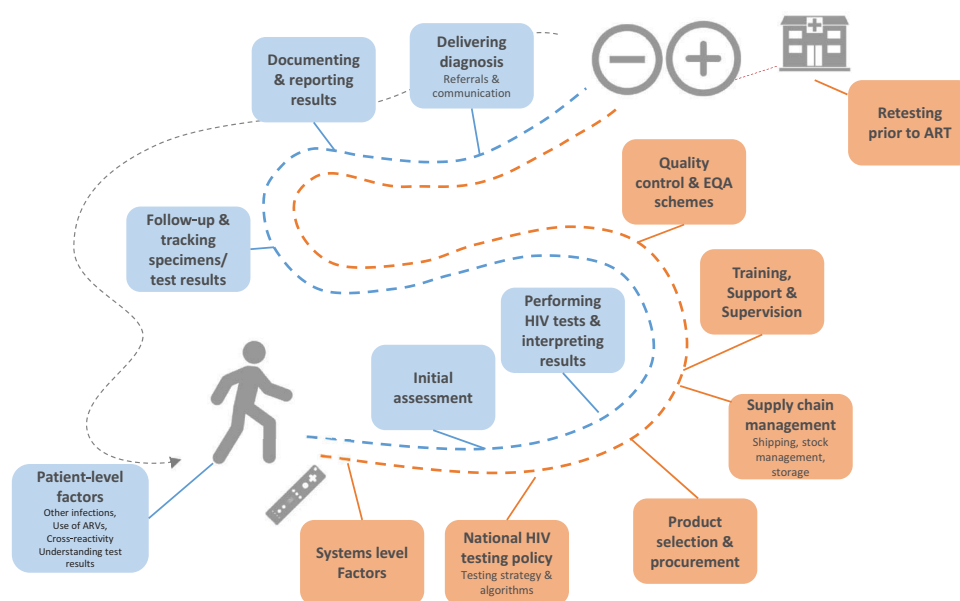 Documenting
& reporting
results
Delivering
diagnosis
Referrals &
communication
Retesting
prior to ART
Quality
control & EQA
schemes
Follow-up &
tracking
specimens/
test results
Training,
Support &
Supervision
Performing
HIV tests &
interpreting
results
Initial
assessment
Supply chain
management
Shipping, stock
management,
storage
Patient-level
factors
Other infections,
Use of ARVs,
Cross-reactivity
Understanding test
results
Systems level
Factors
National HIV
testing policy
Testing strategy &
algorithms
Product
selection &
procurement